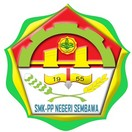 19 55
SMK-PP NEGERI SEMBAWA